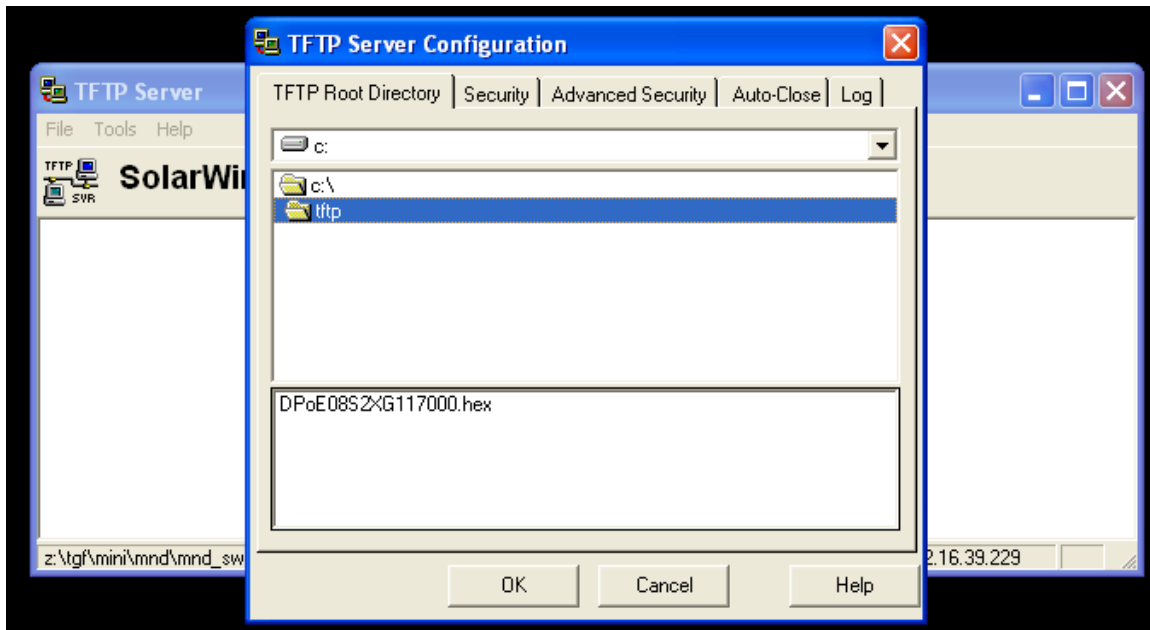 TFTP Server Configuration
TFTP Server
TFTP Root Directory Security Advanced Security Auto-Close Log
File Tools Help
c:
TFTP
SVR
SolarWi
c:\
tftp
DPoE08S2XG117000.hex
z:\tgf\mini\mnd\mnd_sw
2.16.39.229
OK Cancel Help